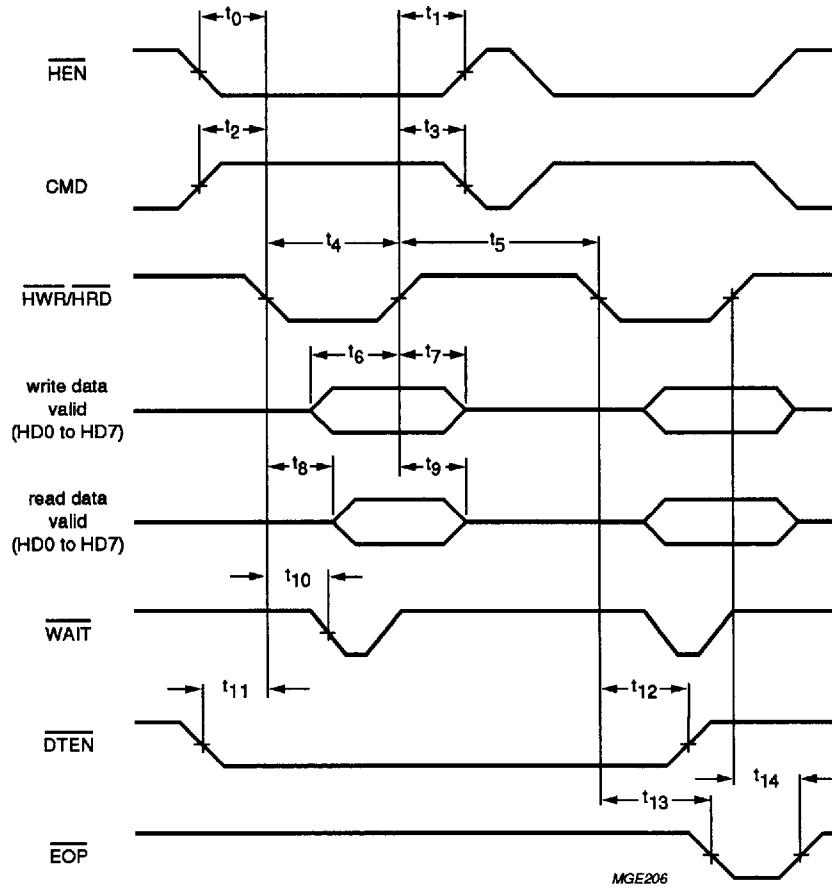 t0 t1
HEN
t2 t3
CMD
t4 t5
HWR/HRD
t6 t7
write data
valid
(HD0 to HD7)
t8 t9
read data
valid
(HD0 to HD7)
t10
WAIT
t11 t12
DTEN
t13 t14
EOP
MGE206